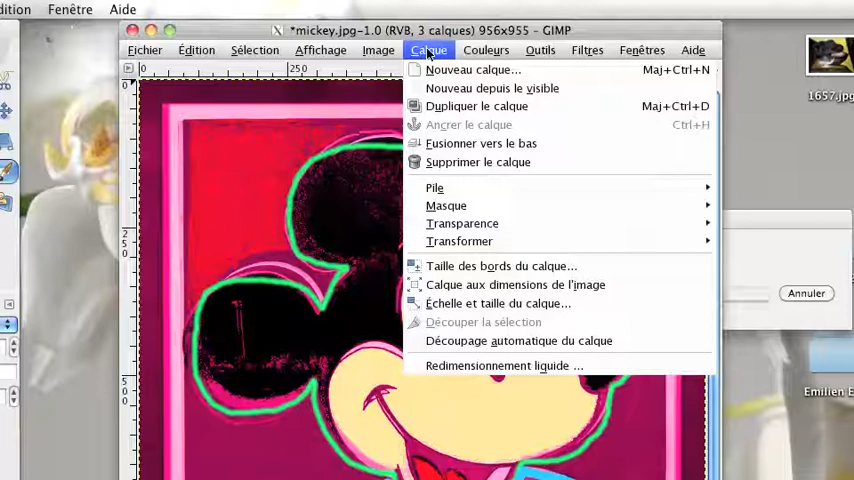 dition Fenêtre Aide
*mickey.jpg-1.0 (RVB, 3 calques) 956x955 – GIMP
Fichier Édition Sélection Affichage Image Calque Couleurs Outils Filtres Fenêtres Aide
0 250
0
250
500
Nouveau calque... Maj+Ctrl+N
Nouveau depuis le visible
Dupliquer le calque Maj+Ctrl+D
Ancrer le calque Ctrl+H
Fusionner vers le bas
Supprimer le calque
Pile
Masque
Transparence
Transformer
Taille des bords du calque...
Calque aux dimensions de l'image
Échelle et taille du calque...
Découper la sélection
Découpage automatique du calque
Redimensionnement liquide ...
1657.jpg
Annuler
Emilien E